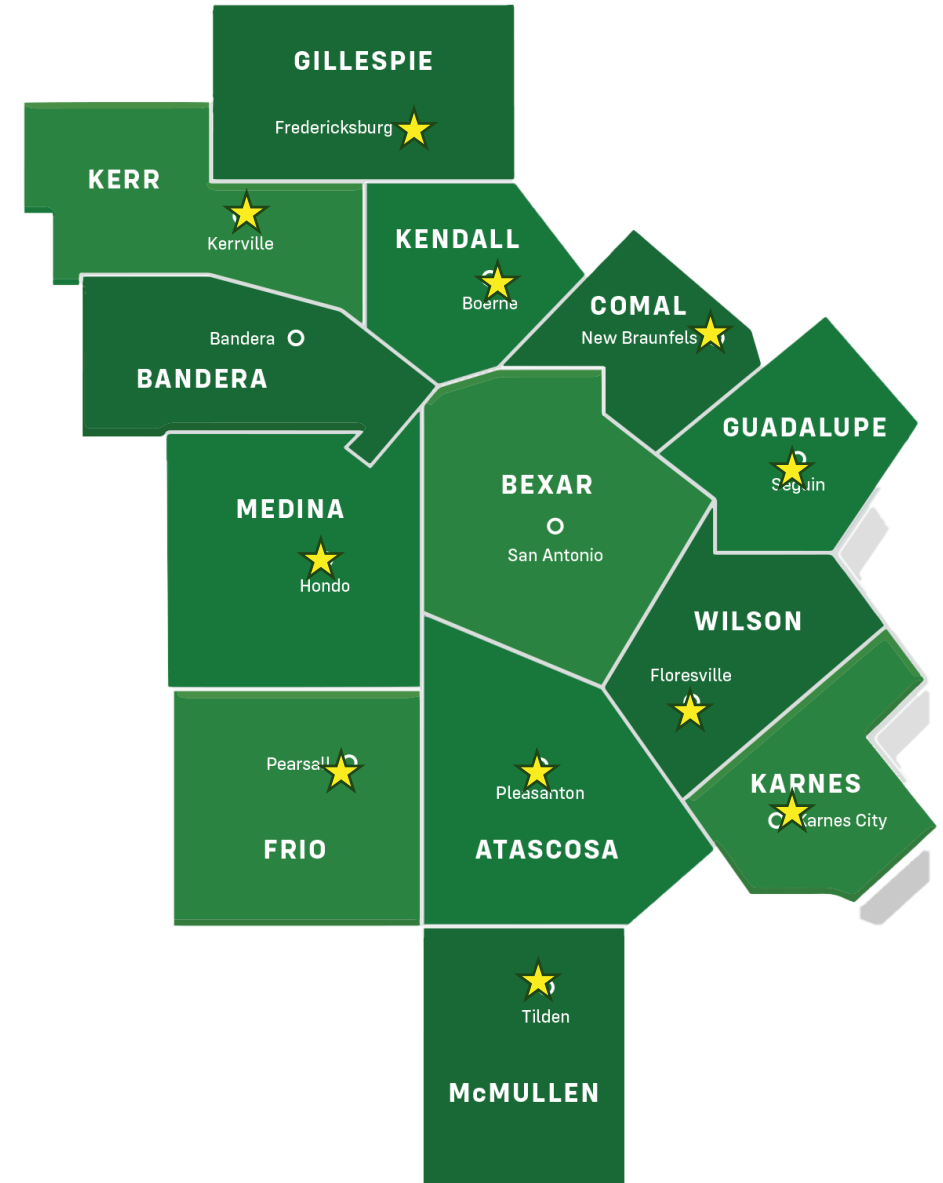 GILLESPIE
Fredericksburg
KERR
Kerrville
KENDALL
Boerne
COMAL
New Braunfels
Bandera
BANDERA
GUADALUPE
Seguin
BEXAR
San Antonio
MEDINA
Hondo
WILSON
Floresville
Pearsall
FRIO
Pleasanton
ATASCOSA
KARNES
Karnes City
Tilden
McMULLEN